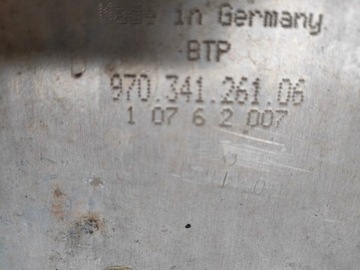 Made in Germany
BTP
970.341.261.06
1 07 6 2 007